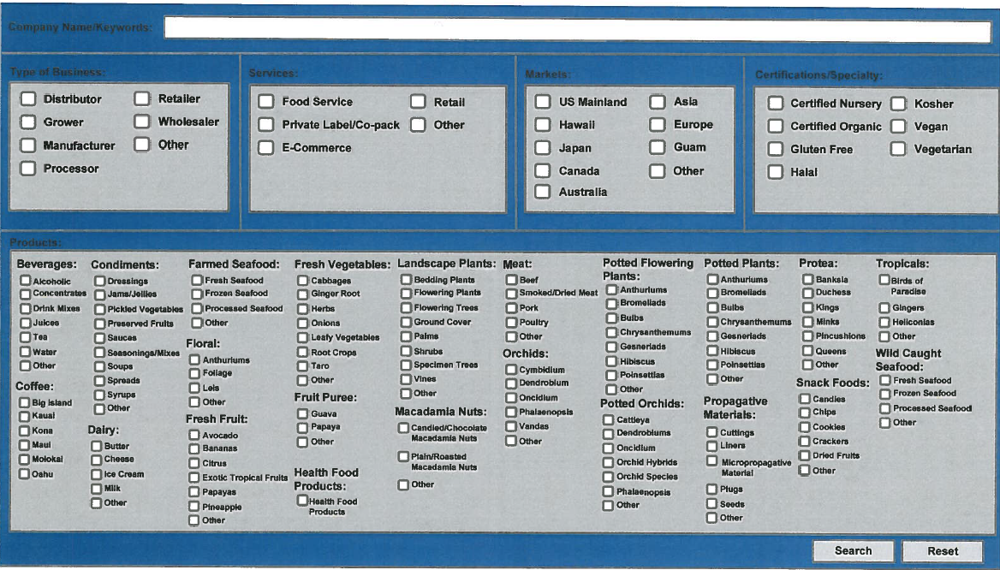 Company Name/Keywords:
Type of Business:
Distributor
Grower
Manufacturer
Processor
Retailer
Wholesaler
Other
Services:
Food Service
Private Label/Co-pack
E-Commerce
Retail
Other
Markets:
US Mainland
Hawaii
Japan
Canada
Australia
Asia
Europe
Guam
Other
Certifications/Specialty:
Certified Nursery
Certified Organic
Gluten Free
Halal
Kosher
Vegan
Vegetarian
Products:
Beverages:
Alcoholic
Concentrates
Drink Mixes
Juices
Tea
Water
Other
Coffee:
Big Island
Kauai
Kona
Maui
Molokai
Oahu
Condiments:
Dressings
Jams/Jellies
Pickled Vegetables
Preserved Fruits
Sauces
Seasonings/Mixes
Soups
Spreads
Syrups
Other
Dairy:
Butter
Cheese
Ice Cream
Milk
Other
Farmed Seafood:
Fresh Seafood
Frozen Seafood
Processed Seafood
Other
Floral:
Anthuriums
Foliage
Leis
Other
Fresh Fruit:
Avocado
Bananas
Citrus
Exotic Tropical Fruits
Papayas
Pineapple
Other
Fresh Vegetables:
Cabbages
Ginger Root
Herbs
Onions
Leafy Vegetables
Root Crops
Taro
Other
Fruit Puree:
Guava
Papaya
Other
Health Food
Products:
Health Food
Products
Landscape Plants:
Bedding Plants
Flowering Plants
Flowering Trees
Ground Cover
Palms
Shrubs
Specimen Trees
Vines
Other
Macadamia Nuts:
Candied/Chocolate
Macadamia Nuts
Plain/Roasted
Macadamia Nuts
Other
Meat:
Beef
Smoked/Dried Meat
Pork
Poultry
Other
Orchids:
Cymbidium
Dendrobium
Oncidium
Phalaenopsis
Vandas
Other
Potted Flowering
Plants:
Anthuriums
Bromeliads
Bulbs
Chrysanthemums
Gesneriads
Hibiscus
Poinsettias
Other
Potted Orchids:
Cattleya
Dendrobiums
Oncidium
Orchid Hybrids
Orchid Species
Phalaenopsis
Other
Potted Plants:
Anthuriums
Bromeliads
Bulbs
Chrysanthemums
Gesneriads
Hibiscus
Poinsettias
Other
Propagative
Materials:
Cuttings
Liners
Micropropagative
Material
Plugs
Seeds
Other
Protea:
Banksia
Duchess
Kings
Minks
Pincushions
Queens
Other
Snack Foods:
Candies
Chips
Cookies
Crackers
Dried Fruits
Other
Tropicals:
Birds of
Paradise
Gingers
Heliconias
Other
Wild Caught
Seafood:
Fresh Seafood
Frozen Seafood
Processed Seafood
Other
Search
Reset